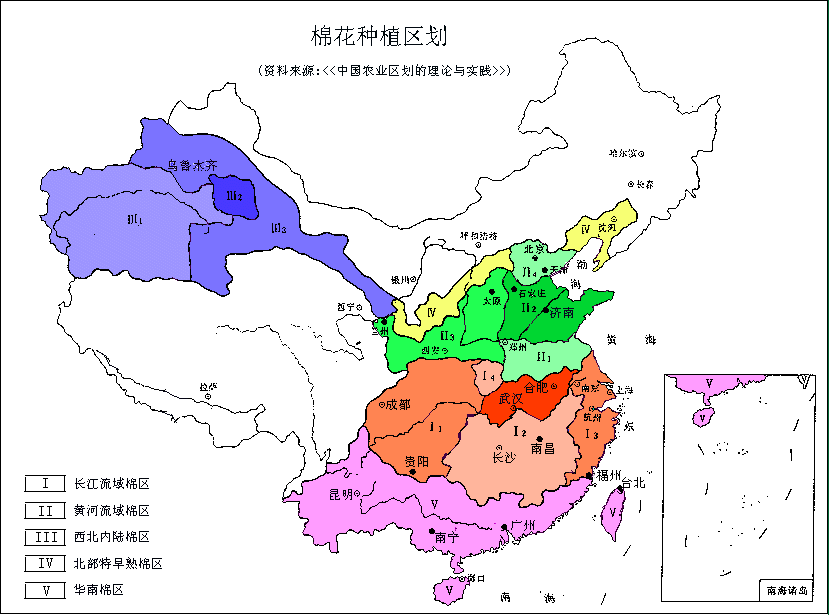 棉花种植区划
(资料来源:<<中国农业区划的理论与实践>>)
哈尔滨
长春
乌鲁木齐
III₂
III₁
III₃
IV
沈阳
呼和浩特
北京
II₄
天津
渤
海
银川
石家庄
太原
II₂
济南
西宁
兰州
IV
II₃
郑州
黄 海
西安
II₁
拉萨
I₄
合肥
南京
上海
成都
武汉
杭州
东
I₁
I₂
I₃
南昌
长沙
贵阳
福州
台北
昆明
V
V
广州
南宁
海口
V
南 海
V
V
南海诸岛
I 长江流域棉区
II 黄河流域棉区
III 西北内陆棉区
IV 北部特早熟棉区
V 华南棉区